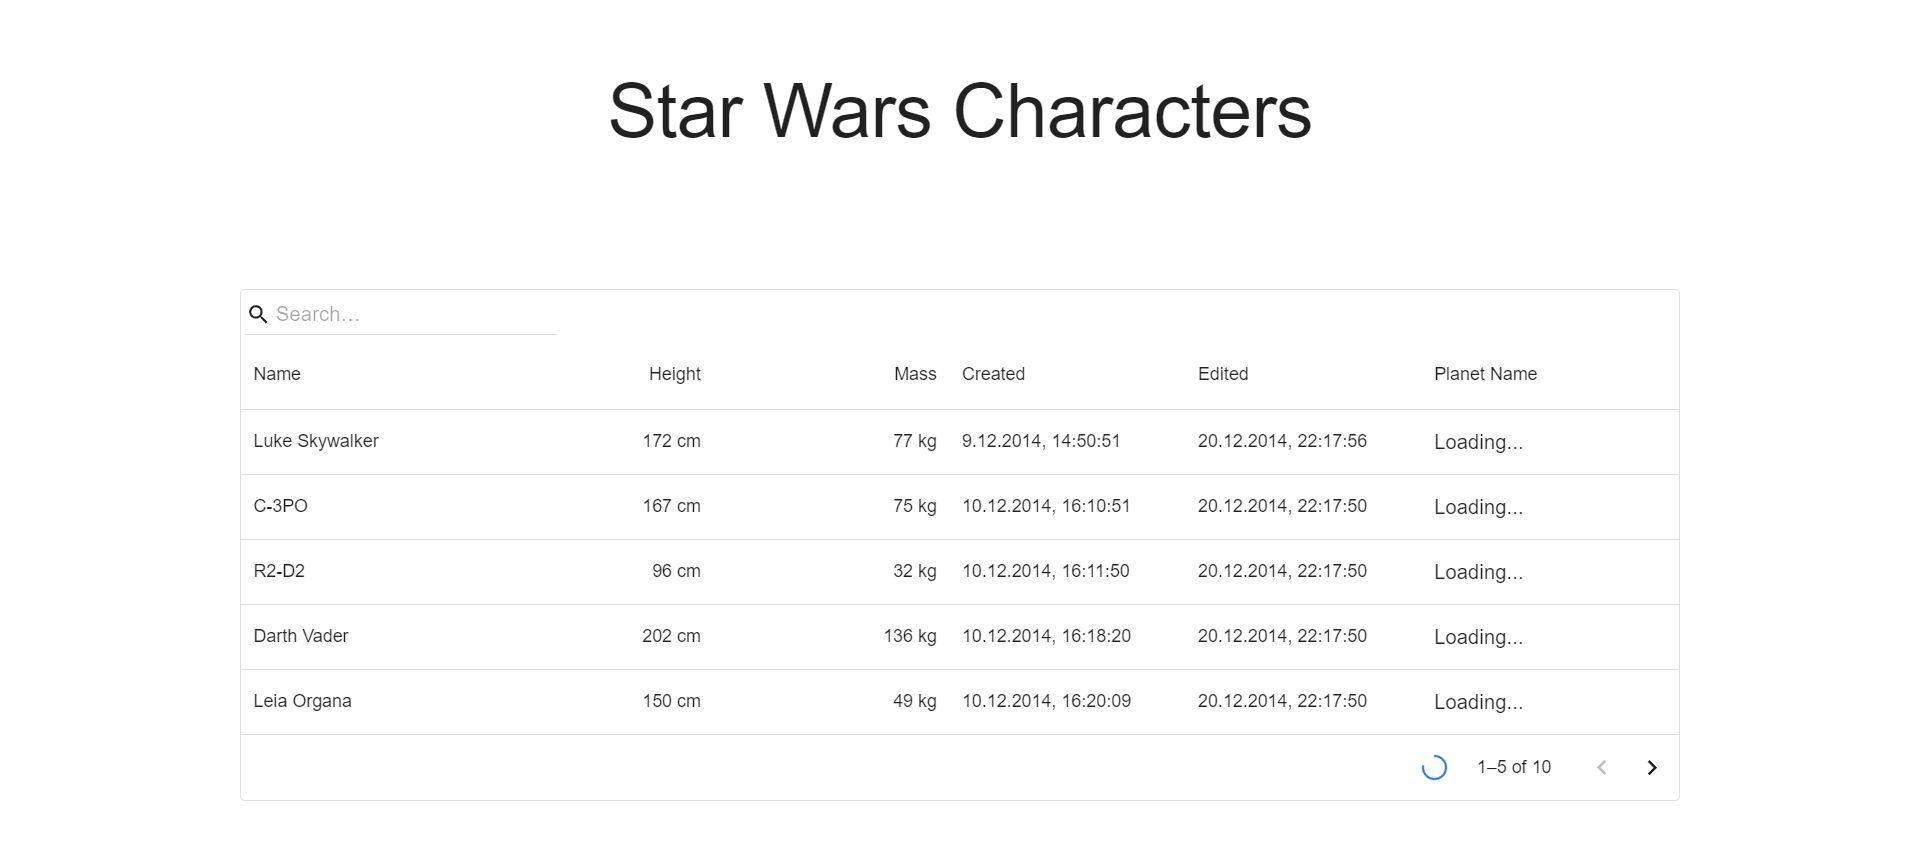 Star Wars Characters
Search…
Name Height Mass Created Edited Planet Name
Luke Skywalker 172 cm 77 kg 9.12.2014, 14:50:51 20.12.2014, 22:17:56 Loading...
C-3PO 167 cm 75 kg 10.12.2014, 16:10:51 20.12.2014, 22:17:50 Loading...
R2-D2 96 cm 32 kg 10.12.2014, 16:11:50 20.12.2014, 22:17:50 Loading...
Darth Vader 202 cm 136 kg 10.12.2014, 16:18:20 20.12.2014, 22:17:50 Loading...
Leia Organa 150 cm 49 kg 10.12.2014, 16:20:09 20.12.2014, 22:17:50 Loading...
1–5 of 10